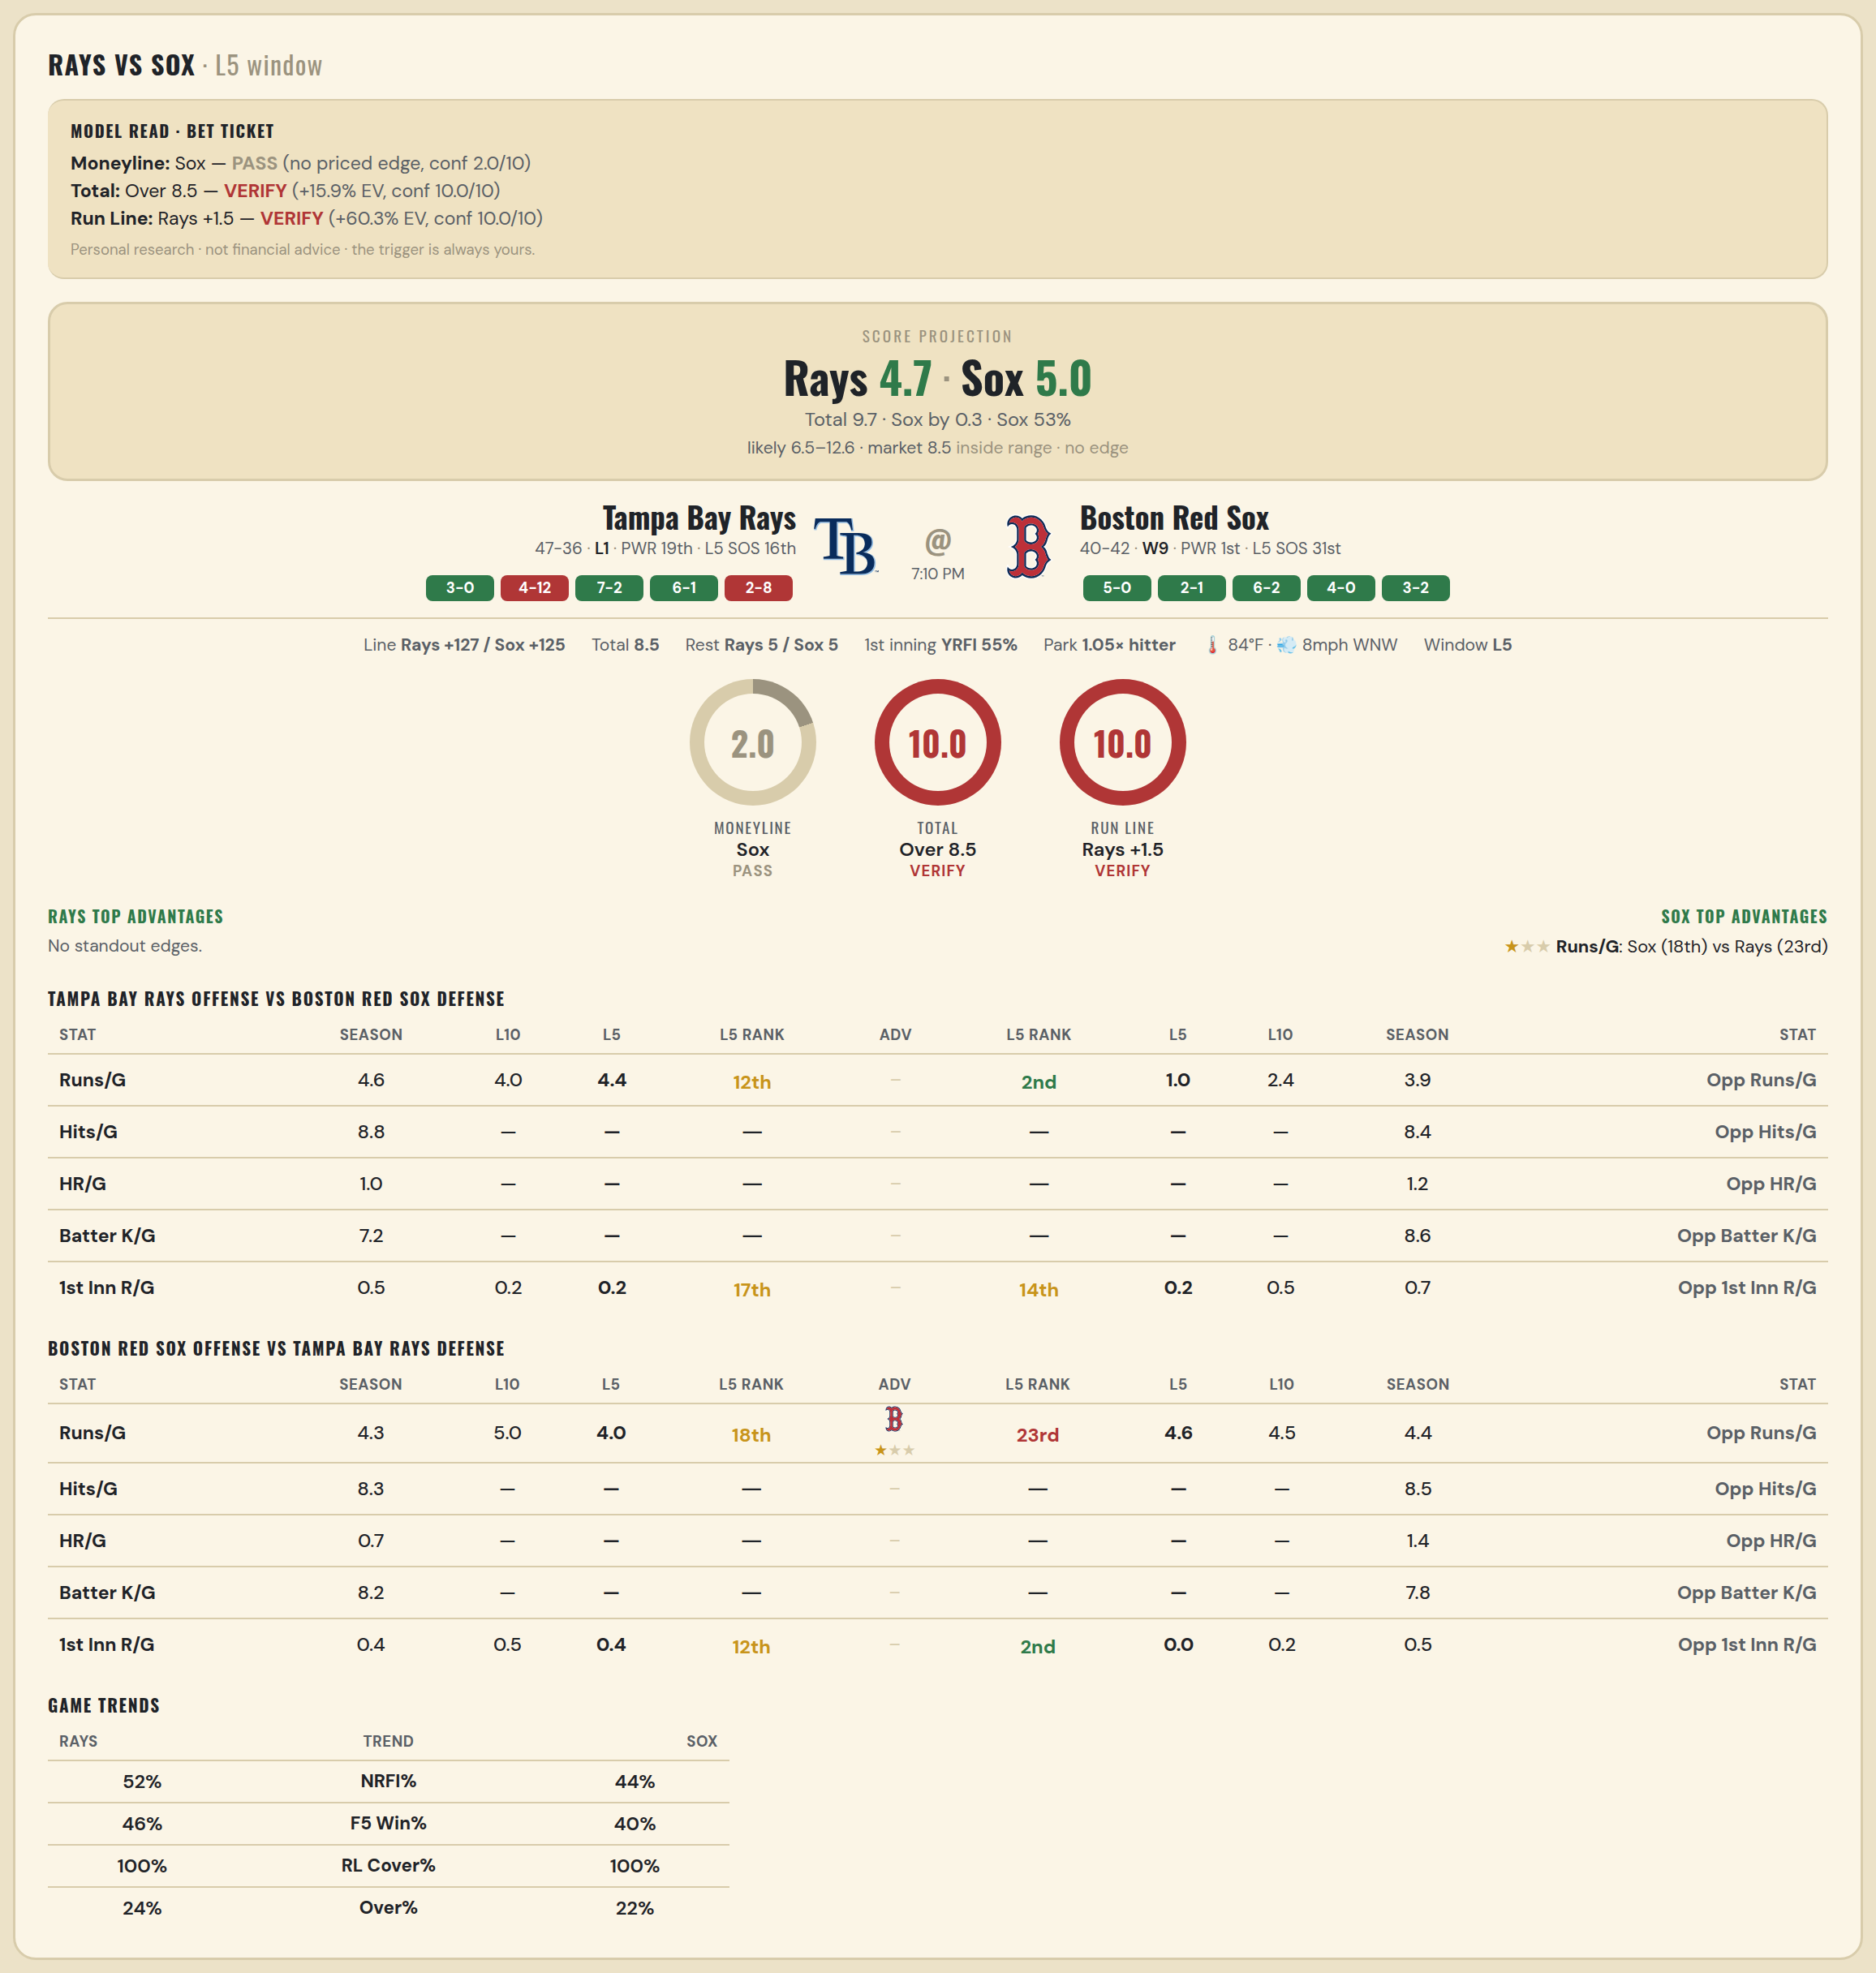 RAYS VS SOX · L5 window
MODEL READ · BET TICKET
Moneyline: Sox — PASS (no priced edge, conf 2.0/10)
Total: Over 8.5 — VERIFY (+15.9% EV, conf 10.0/10)
Run Line: Rays +1.5 — VERIFY (+60.3% EV, conf 10.0/10)
Personal research · not financial advice · the trigger is always yours.
SCORE PROJECTION
Rays 4.7 · Sox 5.0
Total 9.7 · Sox by 0.3 · Sox 53%
likely 6.5–12.6 · market 8.5 inside range · no edge
Tampa Bay Rays
47-36 · L1 · PWR 19th · L5 SOS 16th
3-0 4-12 7-2 6-1 2-8
TB
@
7:10 PM
B
Boston Red Sox
40-42 · W9 · PWR 1st · L5 SOS 31st
5-0 2-1 6-2 4-0 3-2
Line Rays +127 / Sox +125 Total 8.5 Rest Rays 5 / Sox 5 1st inning YRFI 55% Park 1.05× hitter 🌡️ 84°F · 💨 8mph WNW Window L5
2.0 10.0 10.0
MONEYLINE TOTAL RUN LINE
Sox Over 8.5 Rays +1.5
PASS VERIFY VERIFY
RAYS TOP ADVANTAGES
No standout edges.
SOX TOP ADVANTAGES
★★★ Runs/G: Sox (18th) vs Rays (23rd)
TAMPA BAY RAYS OFFENSE VS BOSTON RED SOX DEFENSE
STAT SEASON L10 L5 L5 RANK ADV L5 RANK L5 L10 SEASON STAT
Runs/G 4.6 4.0 4.4 12th — 2nd 1.0 2.4 3.9 Opp Runs/G
Hits/G 8.8 — — — — — — — 8.4 Opp Hits/G
HR/G 1.0 — — — — — — — 1.2 Opp HR/G
Batter K/G 7.2 — — — — — — — 8.6 Opp Batter K/G
1st Inn R/G 0.5 0.2 0.2 17th — 14th 0.2 0.5 0.7 Opp 1st Inn R/G
BOSTON RED SOX OFFENSE VS TAMPA BAY RAYS DEFENSE
STAT SEASON L10 L5 L5 RANK ADV L5 RANK L5 L10 SEASON STAT
Runs/G 4.3 5.0 4.0 18th B ★★★ 23rd 4.6 4.5 4.4 Opp Runs/G
Hits/G 8.3 — — — — — — — 8.5 Opp Hits/G
HR/G 0.7 — — — — — — — 1.4 Opp HR/G
Batter K/G 8.2 — — — — — — — 7.8 Opp Batter K/G
1st Inn R/G 0.4 0.5 0.4 12th — 2nd 0.0 0.2 0.5 Opp 1st Inn R/G
GAME TRENDS
RAYS TREND SOX
52% NRFI% 44%
46% F5 Win% 40%
100% RL Cover% 100%
24% Over% 22%